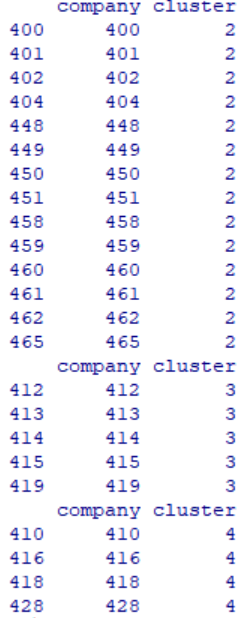 company cluster
400 400 2
401 401 2
402 402 2
404 404 2
448 448 2
449 449 2
450 450 2
451 451 2
458 458 2
459 459 2
460 460 2
461 461 2
462 462 2
465 465 2
company cluster
412 412 3
413 413 3
414 414 3
415 415 3
419 419 3
company cluster
410 410 4
416 416 4
418 418 4
428 428 4